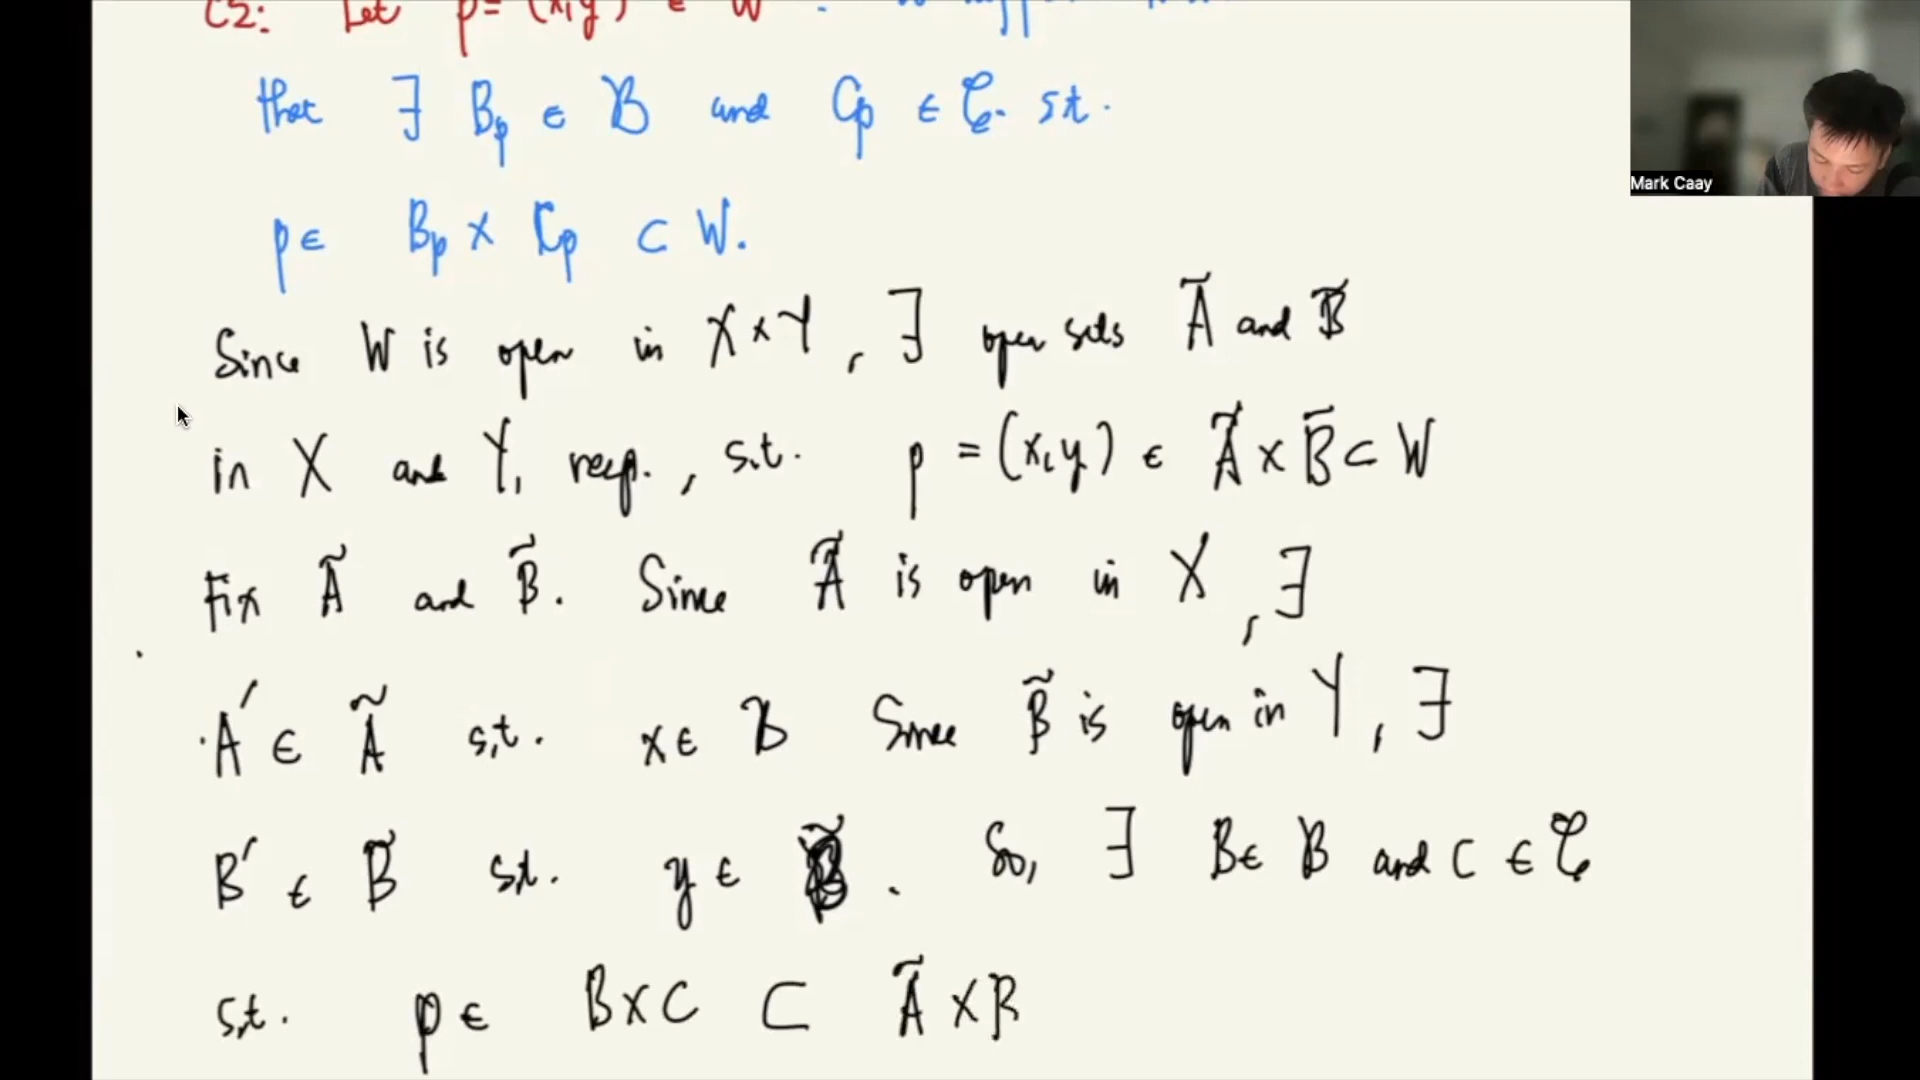 C2: Let p = (x,y) ∈ W
that ∃ B_p ∈ ℬ and C_p ∈ 𝒞 s.t.
p ∈ B_p × C_p ⊂ W.
Since W is open in X × Y, ∃ open sets Ã and B̃
in X and Y, resp., s.t. p = (x,y) ∈ Ã × B̃ ⊂ W
Fix Ã and B̃. Since Ã is open in X, ∃
A′ ∈ Ã s.t. x ∈ ℬ Since B̃ is open in Y, ∃
B′ ∈ B̃ s.t. y ∈ B̃. So, ∃ B ∈ ℬ and C ∈ 𝒞
s.t. p ∈ B × C ⊂ Ã × B
Mark Caay